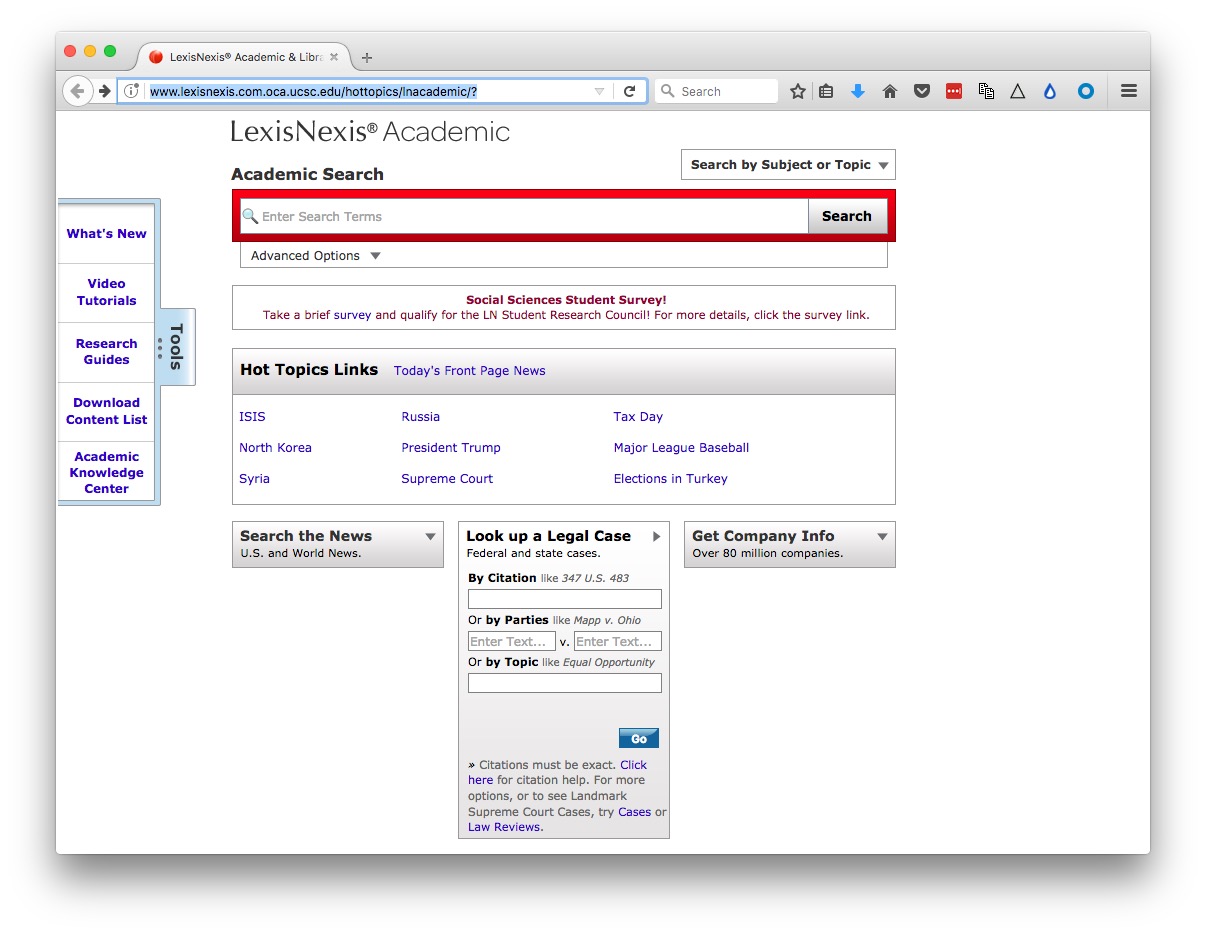 LexisNexis® Academic & Libra
www.lexisnexis.com.oca.ucsc.edu/hottopics/lnacademic/?
Search
LexisNexis® Academic
Search by Subject or Topic
Academic Search
Enter Search Terms
Search
Advanced Options
What's New
Video
Tutorials
Research
Guides
Download
Content List
Academic
Knowledge
Center
Tools
Social Sciences Student Survey!
Take a brief survey and qualify for the LN Student Research Council! For more details, click the survey link.
Hot Topics Links Today's Front Page News
ISIS Russia Tax Day
North Korea President Trump Major League Baseball
Syria Supreme Court Elections in Turkey
Search the News
U.S. and World News.
Look up a Legal Case
Federal and state cases.
By Citation like 347 U.S. 483
Or by Parties like Mapp v. Ohio
Enter Text... v. Enter Text...
Or by Topic like Equal Opportunity
Go
» Citations must be exact. Click
here for citation help. For more
options, or to see Landmark
Supreme Court Cases, try Cases or
Law Reviews.
Get Company Info
Over 80 million companies.